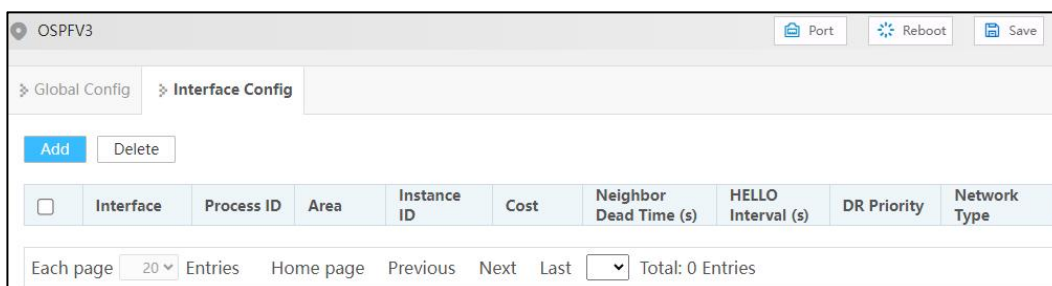 OSPFV3 Port Reboot Save
Global Config Interface Config
Add Delete
Interface Process ID Area Instance ID Cost Neighbor Dead Time (s) HELLO Interval (s) DR Priority Network Type
Each page 20 Entries Home page Previous Next Last Total: 0 Entries